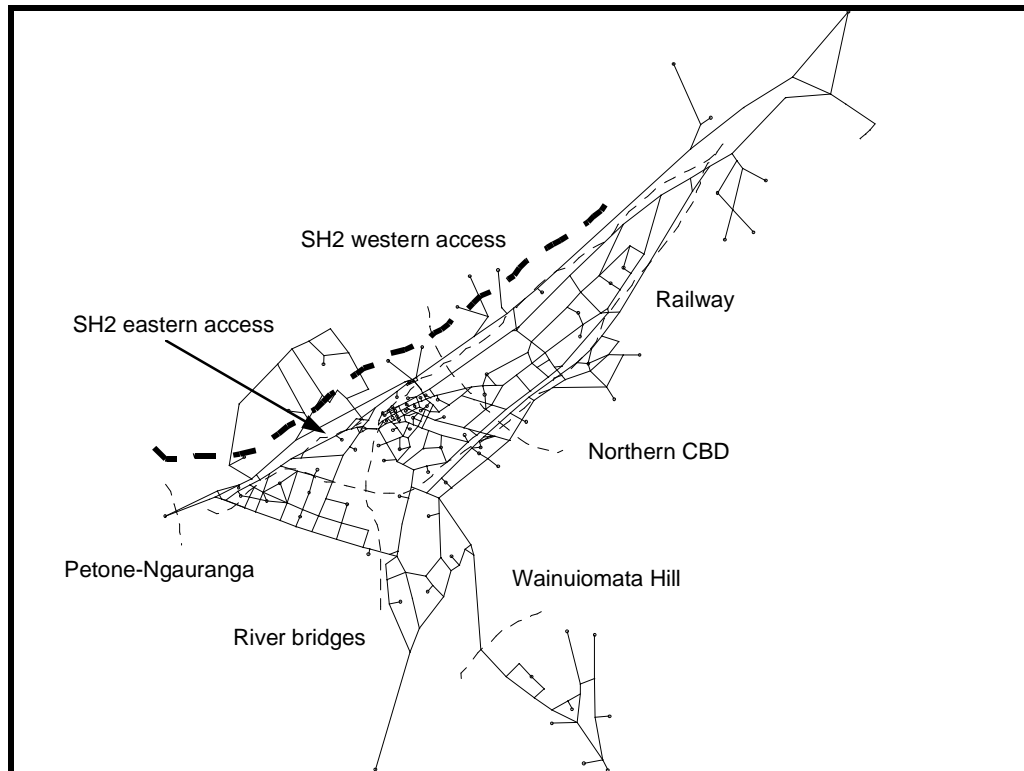 SH2 western access
Railway
SH2 eastern access
Northern CBD
Petone-Ngauranga
Wainuiomata Hill
River bridges